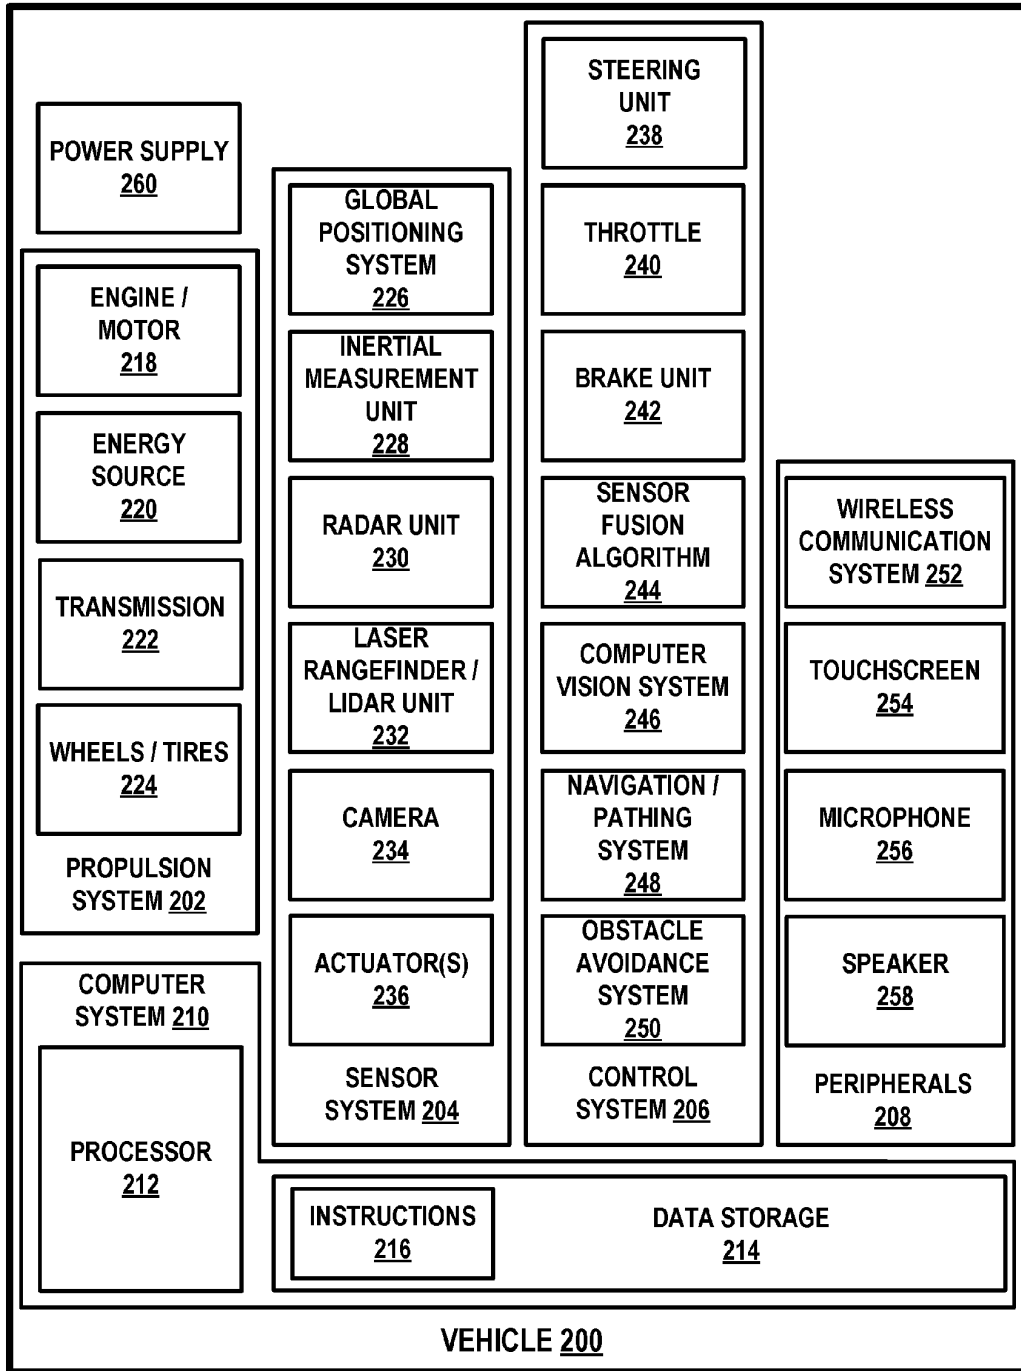 POWER SUPPLY
260
ENGINE /
MOTOR
218
ENERGY
SOURCE
220
TRANSMISSION
222
WHEELS / TIRES
224
PROPULSION
SYSTEM 202
GLOBAL
POSITIONING
SYSTEM
226
INERTIAL
MEASUREMENT
UNIT
228
RADAR UNIT
230
LASER
RANGEFINDER /
LIDAR UNIT
232
CAMERA
234
ACTUATOR(S)
236
SENSOR
SYSTEM 204
STEERING
UNIT
238
THROTTLE
240
BRAKE UNIT
242
SENSOR
FUSION
ALGORITHM
244
COMPUTER
VISION SYSTEM
246
NAVIGATION /
PATHING
SYSTEM
248
OBSTACLE
AVOIDANCE
SYSTEM
250
CONTROL
SYSTEM 206
WIRELESS
COMMUNICATION
SYSTEM 252
TOUCHSCREEN
254
MICROPHONE
256
SPEAKER
258
PERIPHERALS
208
COMPUTER
SYSTEM 210
PROCESSOR
212
INSTRUCTIONS
216
DATA STORAGE
214
VEHICLE 200